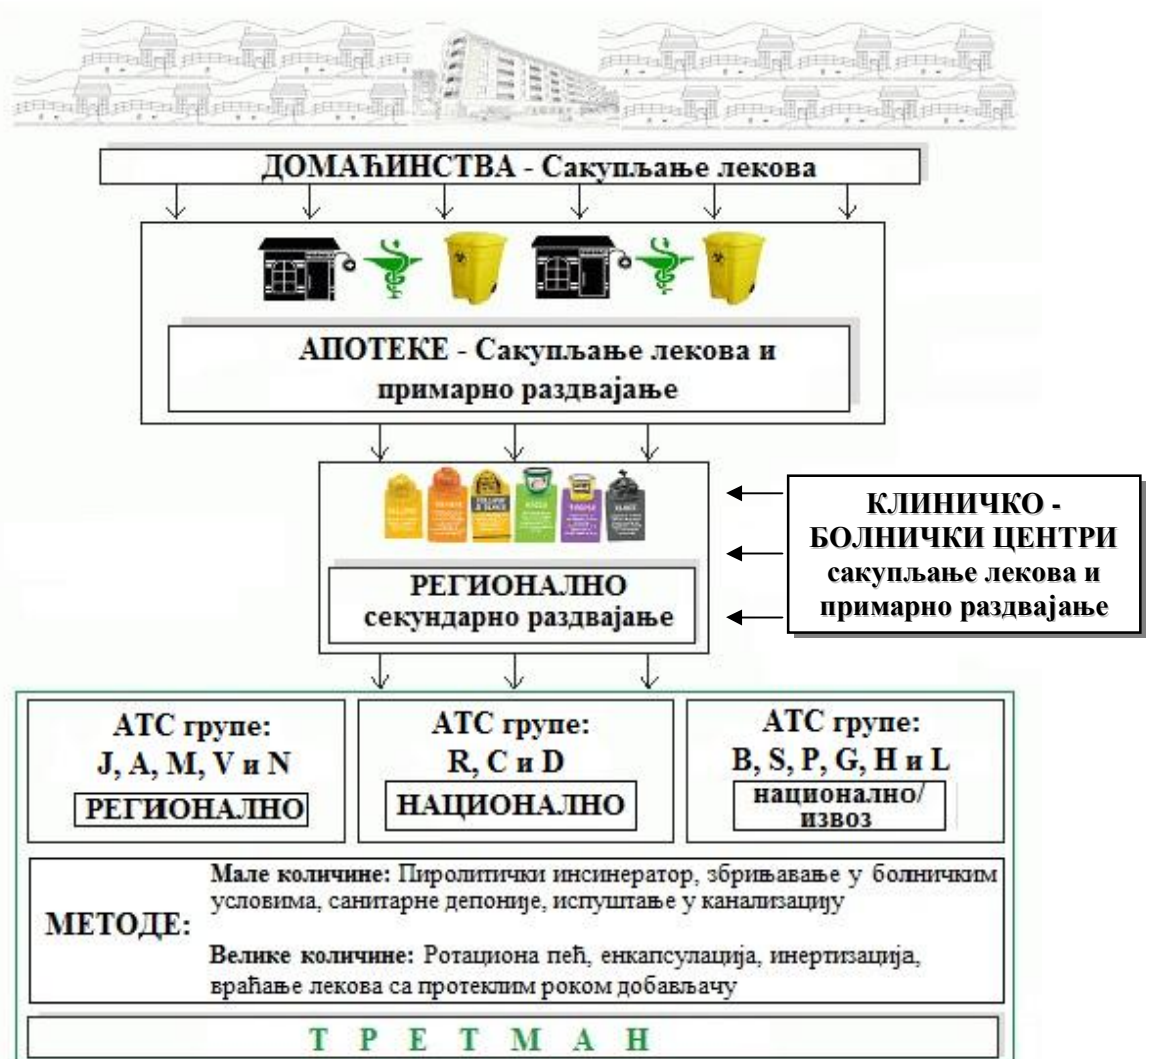 ДОМАЋИНСТВА - Сакупљање лекова
АПОТЕКЕ - Сакупљање лекова и
примарно раздвајање
РЕГИОНАЛНО
секундарно раздвајање
КЛИНИЧКО -
БОЛНИЧКИ ЦЕНТРИ
сакупљање лекова и
примарно раздвајање
АТС групе:
J, A, M, V и N
РЕГИОНАЛНО
АТС групе:
R, C и D
НАЦИОНАЛНО
АТС групе:
B, S, P, G, H и L
национално/
извоз
МЕТОДЕ:
Мале количине: Пиролитички инсинератор, збрињавање у болничким
условима, санитарне депоније, испуштање у канализацију
Велике количине: Ротациона пећ, енкапсулација, инертизација,
враћање лекова са протеклим роком добављачу
Т Р Е Т М А Н